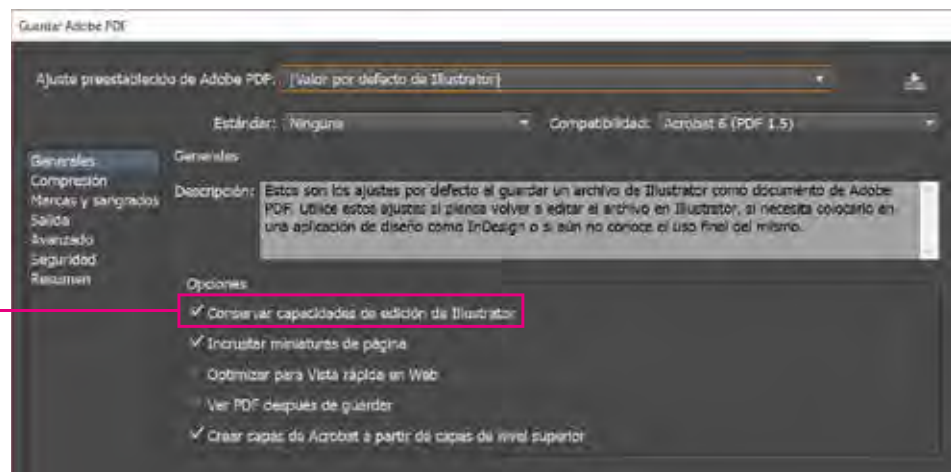 Guardar Adobe PDF
Ajuste preestablecido de Adobe PDF: [Valor por defecto de Illustrator]
Estándar: Ninguna Compatibilidad: Acrobat 6 (PDF 1.5)
Generales
Compresión
Marcas y sangrados
Salida
Avanzado
Seguridad
Resumen
Generales
Descripción: Estos son los ajustes por defecto al guardar un archivo de Illustrator como documento de Adobe
PDF. Utilice estos ajustes si piensa volver a editar el archivo en Illustrator, si necesita colocarlo en
una aplicación de diseño como InDesign o si aún no conoce el uso final del mismo.
Opciones
Conservar capacidades de edición de Illustrator
Incrustar miniaturas de página
Optimizar para Vista rápida en Web
Ver PDF después de guardar
Crear capas de Acrobat a partir de capas de nivel superior